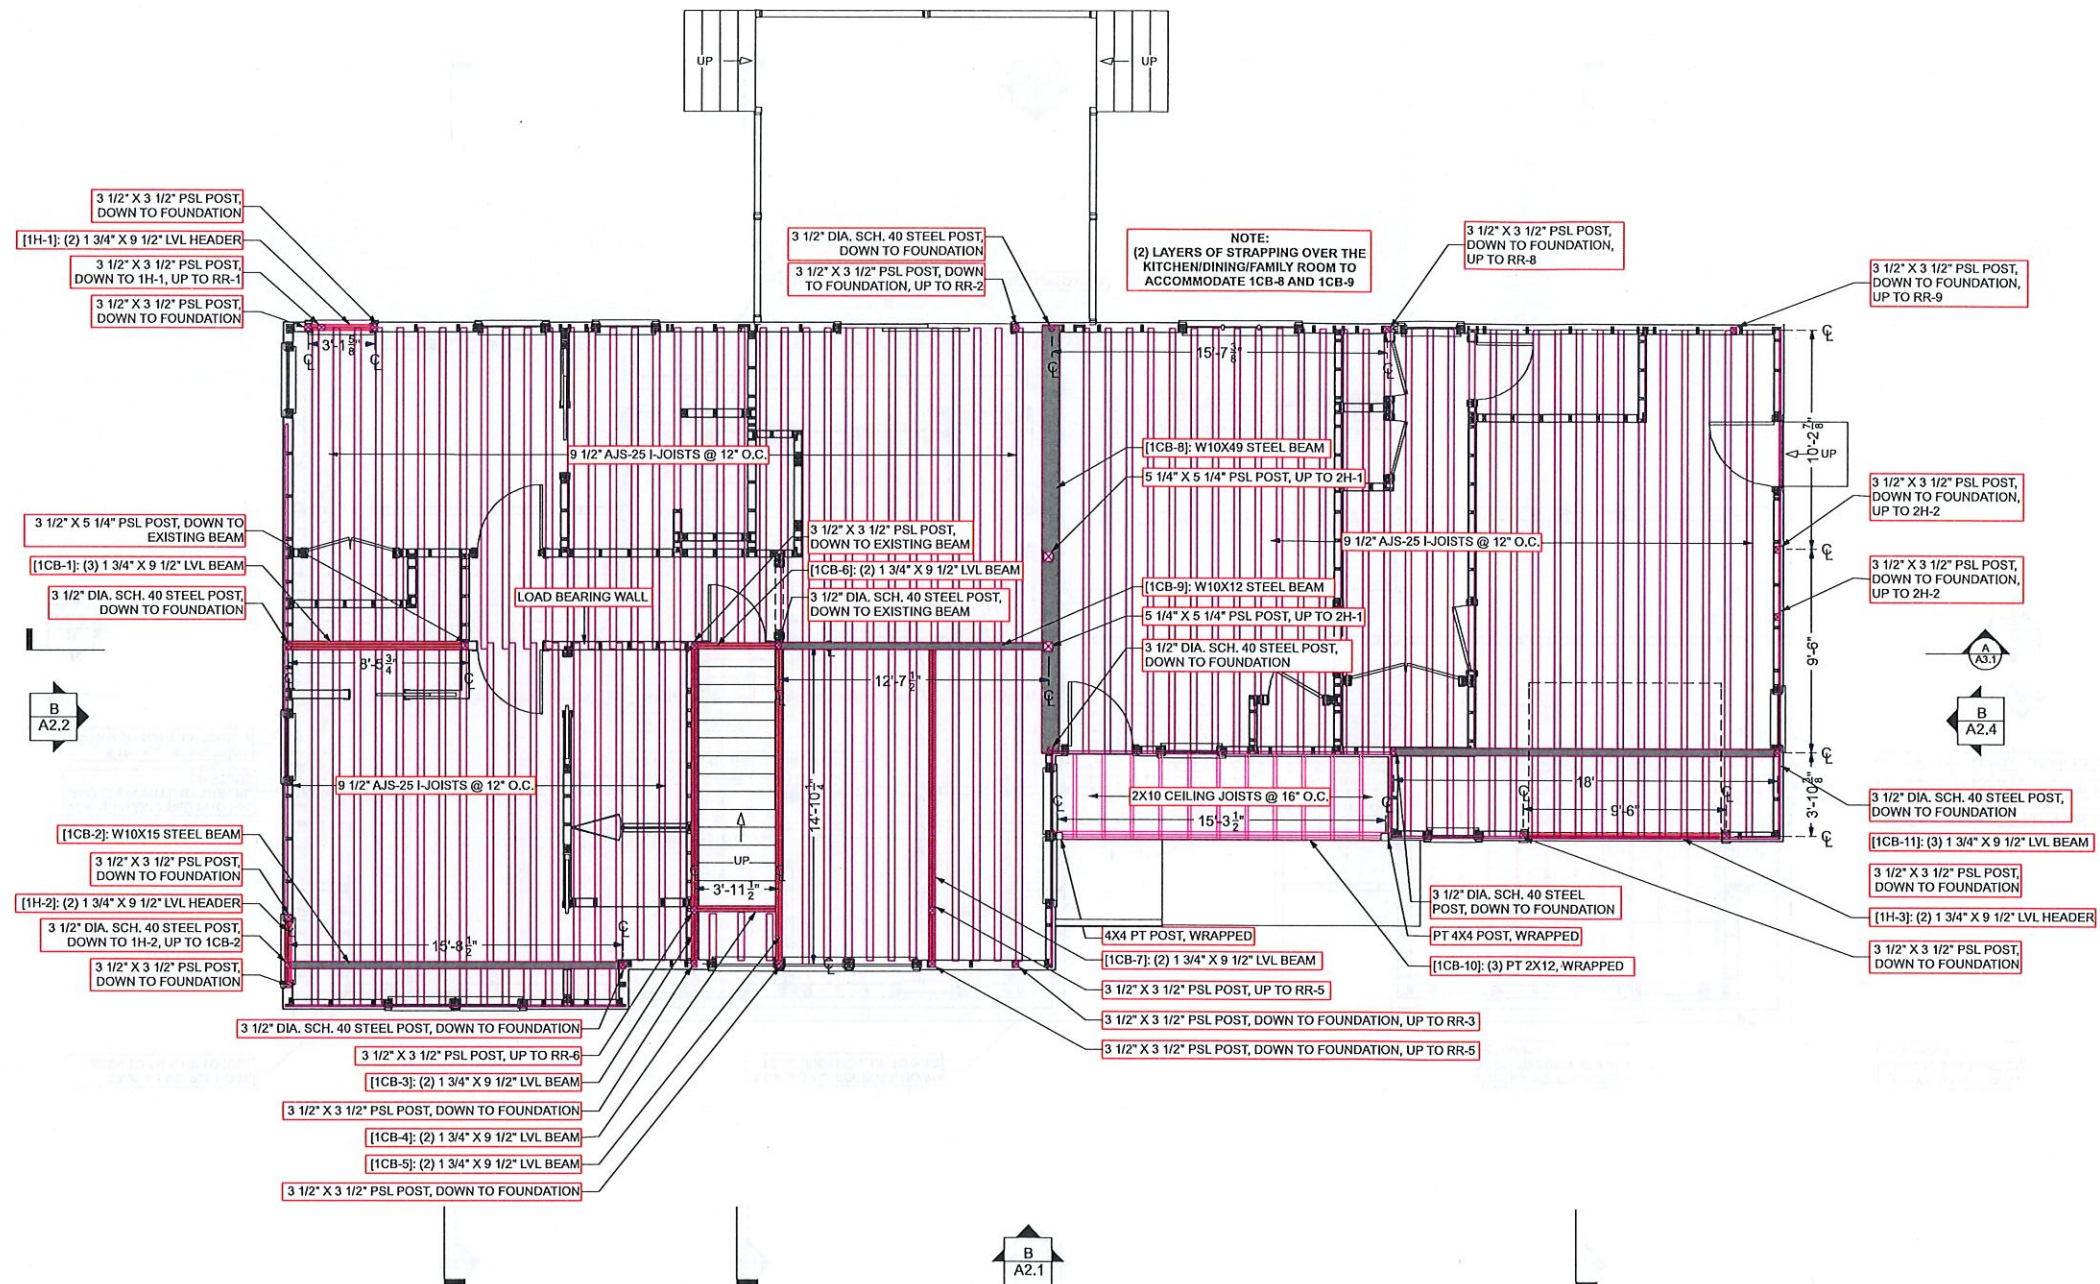 UP
UP
3 1/2" X 3 1/2" PSL POST,
DOWN TO FOUNDATION
[1H-1]: (2) 1 3/4" X 9 1/2" LVL HEADER
3 1/2" X 3 1/2" PSL POST,
DOWN TO 1H-1, UP TO RR-1
3 1/2" X 3 1/2" PSL POST,
DOWN TO FOUNDATION
3 1/2" DIA. SCH. 40 STEEL POST,
DOWN TO FOUNDATION
3 1/2" X 3 1/2" PSL POST, DOWN
TO FOUNDATION, UP TO RR-2
NOTE:
(2) LAYERS OF STRAPPING OVER THE
KITCHEN/DINING/FAMILY ROOM TO
ACCOMMODATE 1CB-8 AND 1CB-9
3 1/2" X 3 1/2" PSL POST,
DOWN TO FOUNDATION,
UP TO RR-8
3 1/2" X 3 1/2" PSL POST,
DOWN TO FOUNDATION,
UP TO RR-9
3'-1 5/8"
15'-7 3/8"
10'-2 7/8"
UP
9 1/2" AJS-25 I-JOISTS @ 12" O.C.
[1CB-8]: W10X49 STEEL BEAM
5 1/4" X 5 1/4" PSL POST, UP TO 2H-1
3 1/2" X 3 1/2" PSL POST,
DOWN TO FOUNDATION,
UP TO 2H-2
3 1/2" X 5 1/4" PSL POST, DOWN TO
EXISTING BEAM
3 1/2" X 3 1/2" PSL POST,
DOWN TO EXISTING BEAM
9 1/2" AJS-25 I-JOISTS @ 12" O.C.
[1CB-1]: (3) 1 3/4" X 9 1/2" LVL BEAM
[1CB-6]: (2) 1 3/4" X 9 1/2" LVL BEAM
3 1/2" X 3 1/2" PSL POST,
DOWN TO FOUNDATION,
UP TO 2H-2
3 1/2" DIA. SCH. 40 STEEL POST,
DOWN TO FOUNDATION
LOAD BEARING WALL
3 1/2" DIA. SCH. 40 STEEL POST,
DOWN TO EXISTING BEAM
[1CB-9]: W10X12 STEEL BEAM
5 1/4" X 5 1/4" PSL POST, UP TO 2H-1
3 1/2" DIA. SCH. 40 STEEL POST,
DOWN TO FOUNDATION
8'-5 3/4"
12'-7 1/2"
9'-6"
A
A3.1
B
A2.2
B
A2.4
9 1/2" AJS-25 I-JOISTS @ 12" O.C.
14'-10 1/4"
2X10 CEILING JOISTS @ 16" O.C.
15'-3 1/2"
18'
9'-6"
3'-10 3/8"
3 1/2" DIA. SCH. 40 STEEL POST,
DOWN TO FOUNDATION
[1CB-11]: (3) 1 3/4" X 9 1/2" LVL BEAM
3 1/2" X 3 1/2" PSL POST,
DOWN TO FOUNDATION
[1H-3]: (2) 1 3/4" X 9 1/2" LVL HEADER
3 1/2" X 3 1/2" PSL POST,
DOWN TO FOUNDATION
[1CB-2]: W10X15 STEEL BEAM
3 1/2" X 3 1/2" PSL POST,
DOWN TO FOUNDATION
[1H-2]: (2) 1 3/4" X 9 1/2" LVL HEADER
3 1/2" DIA. SCH. 40 STEEL POST,
DOWN TO 1H-2, UP TO 1CB-2
3 1/2" X 3 1/2" PSL POST,
DOWN TO FOUNDATION
UP
3'-11 1/2"
15'-8 1/2"
3 1/2" DIA. SCH. 40 STEEL
POST, DOWN TO FOUNDATION
4X4 PT POST, WRAPPED
PT 4X4 POST, WRAPPED
[1CB-7]: (2) 1 3/4" X 9 1/2" LVL BEAM
[1CB-10]: (3) PT 2X12, WRAPPED
3 1/2" X 3 1/2" PSL POST, UP TO RR-5
3 1/2" X 3 1/2" PSL POST, DOWN TO FOUNDATION, UP TO RR-3
3 1/2" X 3 1/2" PSL POST, DOWN TO FOUNDATION, UP TO RR-5
3 1/2" DIA. SCH. 40 STEEL POST, DOWN TO FOUNDATION
3 1/2" X 3 1/2" PSL POST, UP TO RR-6
[1CB-3]: (2) 1 3/4" X 9 1/2" LVL BEAM
3 1/2" X 3 1/2" PSL POST, DOWN TO FOUNDATION
[1CB-4]: (2) 1 3/4" X 9 1/2" LVL BEAM
[1CB-5]: (2) 1 3/4" X 9 1/2" LVL BEAM
3 1/2" X 3 1/2" PSL POST, DOWN TO FOUNDATION
B
A2.1